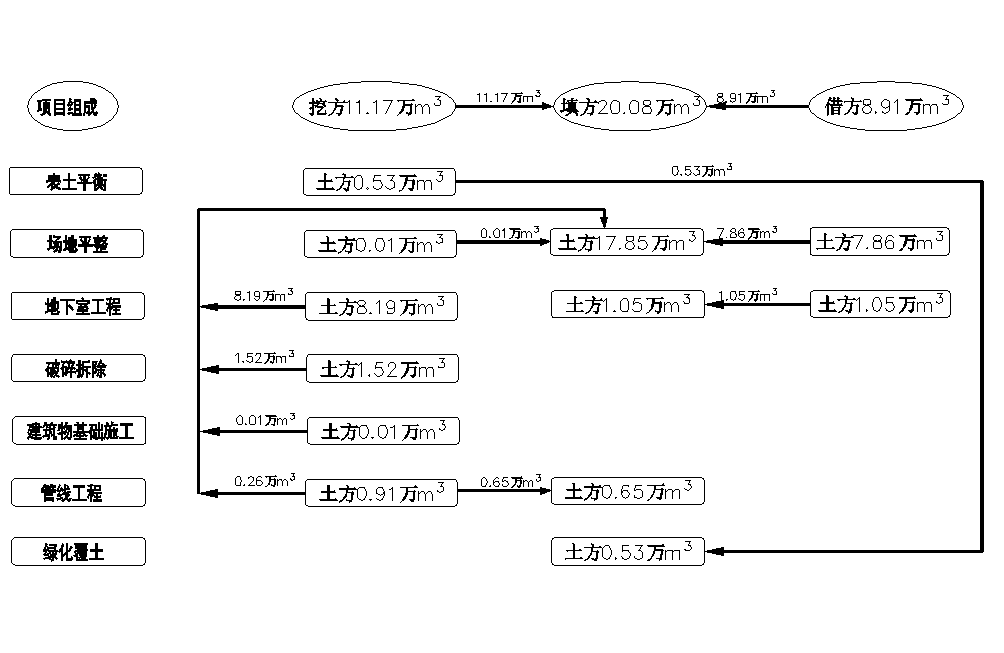 项目组成 挖方11.17万m³ 11.17万m³ 填方20.08万m³ 8.91万m³ 借方8.91万m³
表土平衡 土方0.53万m³ 0.53万m³
场地平整 土方0.01万m³ 0.01万m³ 土方17.85万m³ 7.86万m³ 土方7.86万m³
地下室工程 8.19万m³ 土方8.19万m³ 土方1.05万m³ 1.05万m³ 土方1.05万m³
破碎拆除 1.52万m³ 土方1.52万m³
建筑物基础施工 0.01万m³ 土方0.01万m³
管线工程 0.26万m³ 土方0.91万m³ 0.65万m³ 土方0.65万m³
绿化覆土 土方0.53万m³